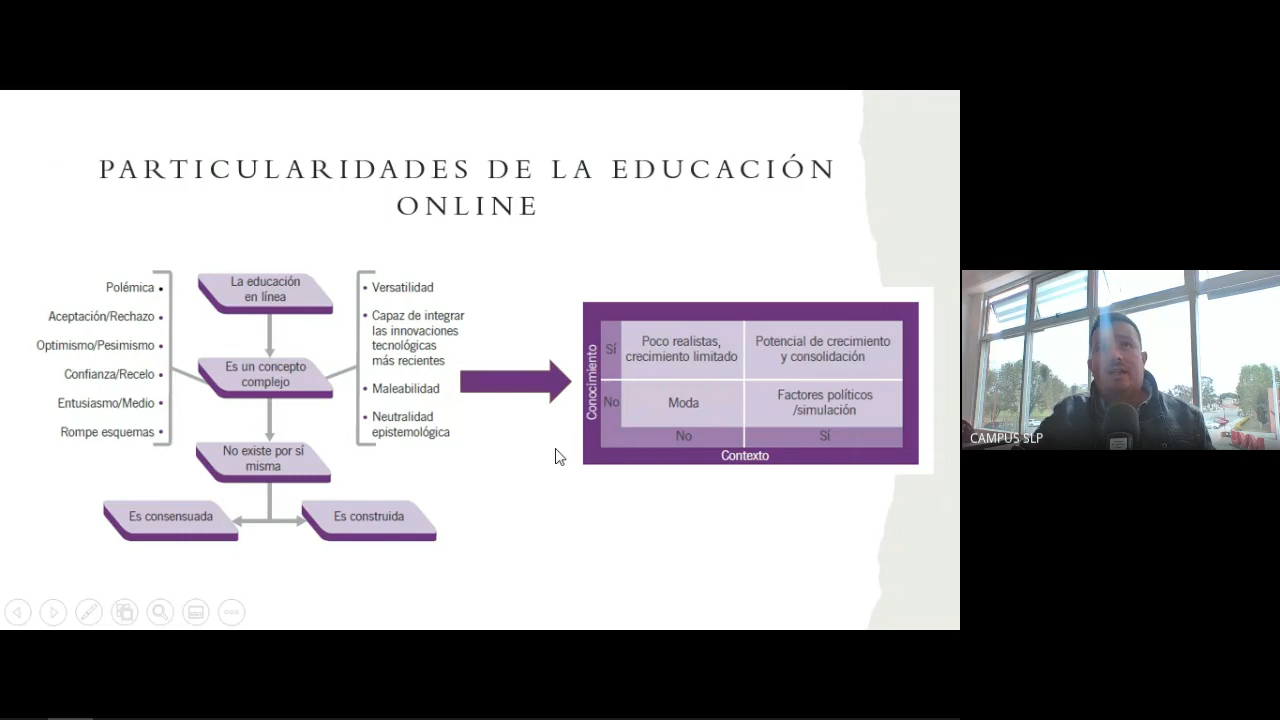 PARTICULARIDADES DE LA EDUCACIÓN
ONLINE
Polémica •
Aceptación/Rechazo •
Optimismo/Pesimismo •
Confianza/Recelo •
Entusiasmo/Medio •
Rompe esquemas •
La educación
en línea
Es un concepto
complejo
No existe por sí
misma
Es consensuada
Es construida
• Versatilidad
• Capaz de integrar
las innovaciones
tecnológicas
más recientes
• Maleabilidad
• Neutralidad
epistemológica
Conocimiento
Sí
Poco realistas,
crecimiento limitado
Potencial de crecimiento
y consolidación
No
Moda
Factores políticos
/simulación
No
Sí
Contexto
CAMPUS SLP